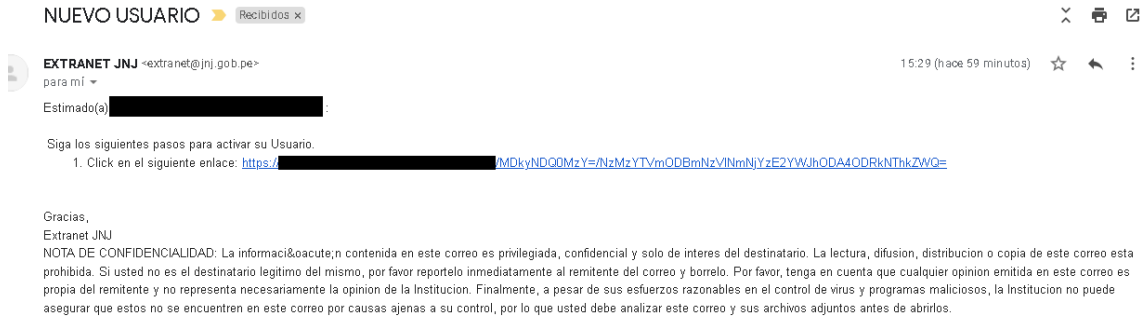 NUEVO USUARIO Recibidos x
EXTRANET JNJ <extranet@jnj.gob.pe> 15:29 (hace 59 minutos)
para mí
Estimado(a) :
Siga los siguientes pasos para activar su Usuario.
1. Click en el siguiente enlace: https:/ /MDkyNDQ0MzY=/NzMzYTVmODBmNzVlNmNjYzE2YWJhODA4ODRkNThkZWQ=
Gracias,
Extranet JNJ
NOTA DE CONFIDENCIALIDAD: La informaci&oacute;n contenida en este correo es privilegiada, confidencial y solo de interes del destinatario. La lectura, difusion, distribucion o copia de este correo esta
prohibida. Si usted no es el destinatario legitimo del mismo, por favor reportelo inmediatamente al remitente del correo y borrelo. Por favor, tenga en cuenta que cualquier opinion emitida en este correo es
propia del remitente y no representa necesariamente la opinion de la Institucion. Finalmente, a pesar de sus esfuerzos razonables en el control de virus y programas maliciosos, la Institucion no puede
asegurar que estos no se encuentren en este correo por causas ajenas a su control, por lo que usted debe analizar este correo y sus archivos adjuntos antes de abrirlos.